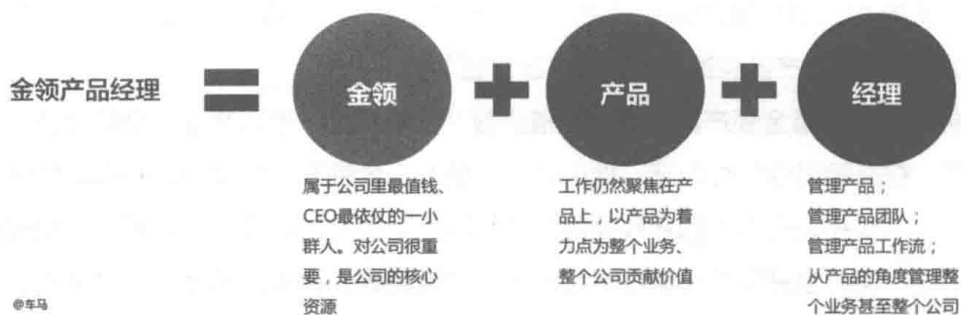 金领产品经理
金领
产品
经理
属于公司里最值钱、
CEO最依仗的一小
群人。对公司很重
要，是公司的核心
资源
工作仍然聚焦在产
品上，以产品为着
力点为整个业务、
整个公司贡献价值
管理产品；
管理产品团队；
管理产品工作流；
从产品的角度管理整
个业务甚至整个公司
@车马